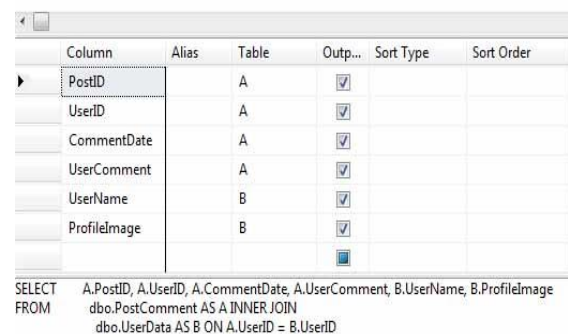 Column Alias Table Outp... Sort Type Sort Order
PostID A
UserID A
CommentDate A
UserComment A
UserName B
ProfileImage B
SELECT A.PostID, A.UserID, A.CommentDate, A.UserComment, B.UserName, B.ProfileImage
FROM dbo.PostComment AS A INNER JOIN
dbo.UserData AS B ON A.UserID = B.UserID